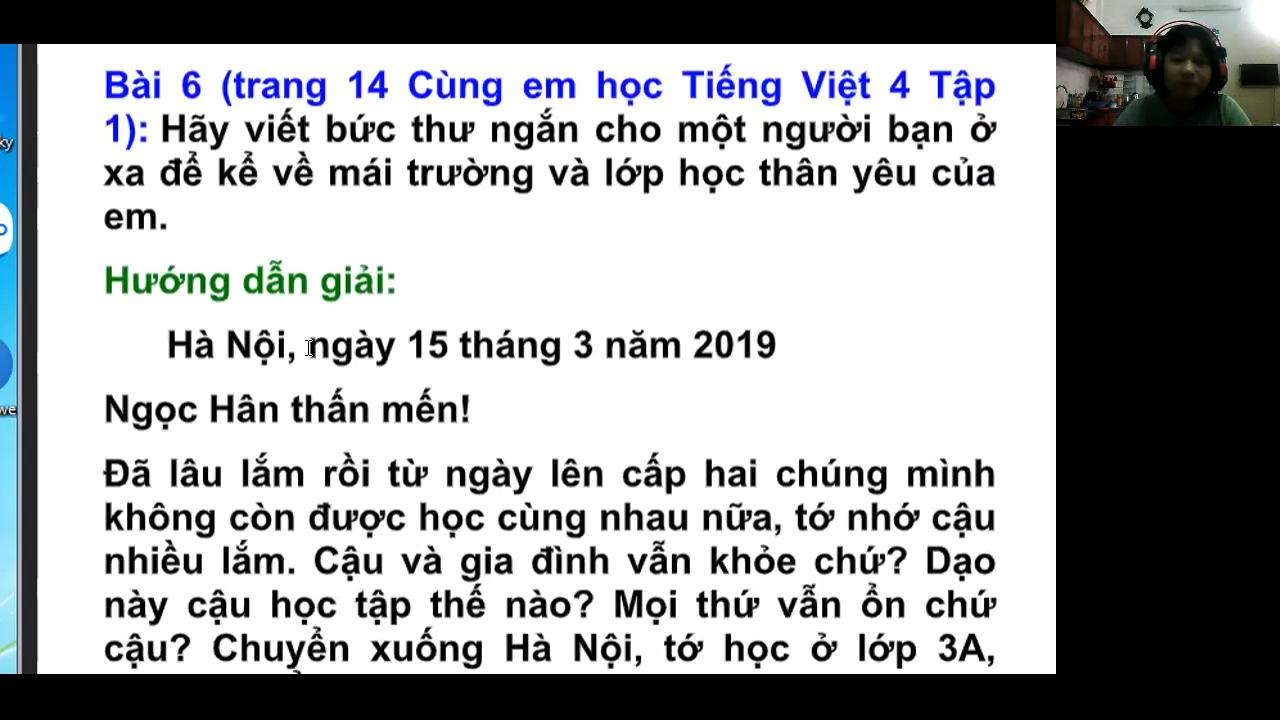 Bài 6 (trang 14 Cùng em học Tiếng Việt 4 Tập
1): Hãy viết bức thư ngắn cho một người bạn ở
xa để kể về mái trường và lớp học thân yêu của
em.
Hướng dẫn giải:
Hà Nội, ngày 15 tháng 3 năm 2019
Ngọc Hân thấn mến!
Đã lâu lắm rồi từ ngày lên cấp hai chúng mình
không còn được học cùng nhau nữa, tớ nhớ cậu
nhiều lắm. Cậu và gia đình vẫn khỏe chứ? Dạo
này cậu học tập thế nào? Mọi thứ vẫn ổn chứ
cậu? Chuyển xuống Hà Nội, tớ học ở lớp 3A,